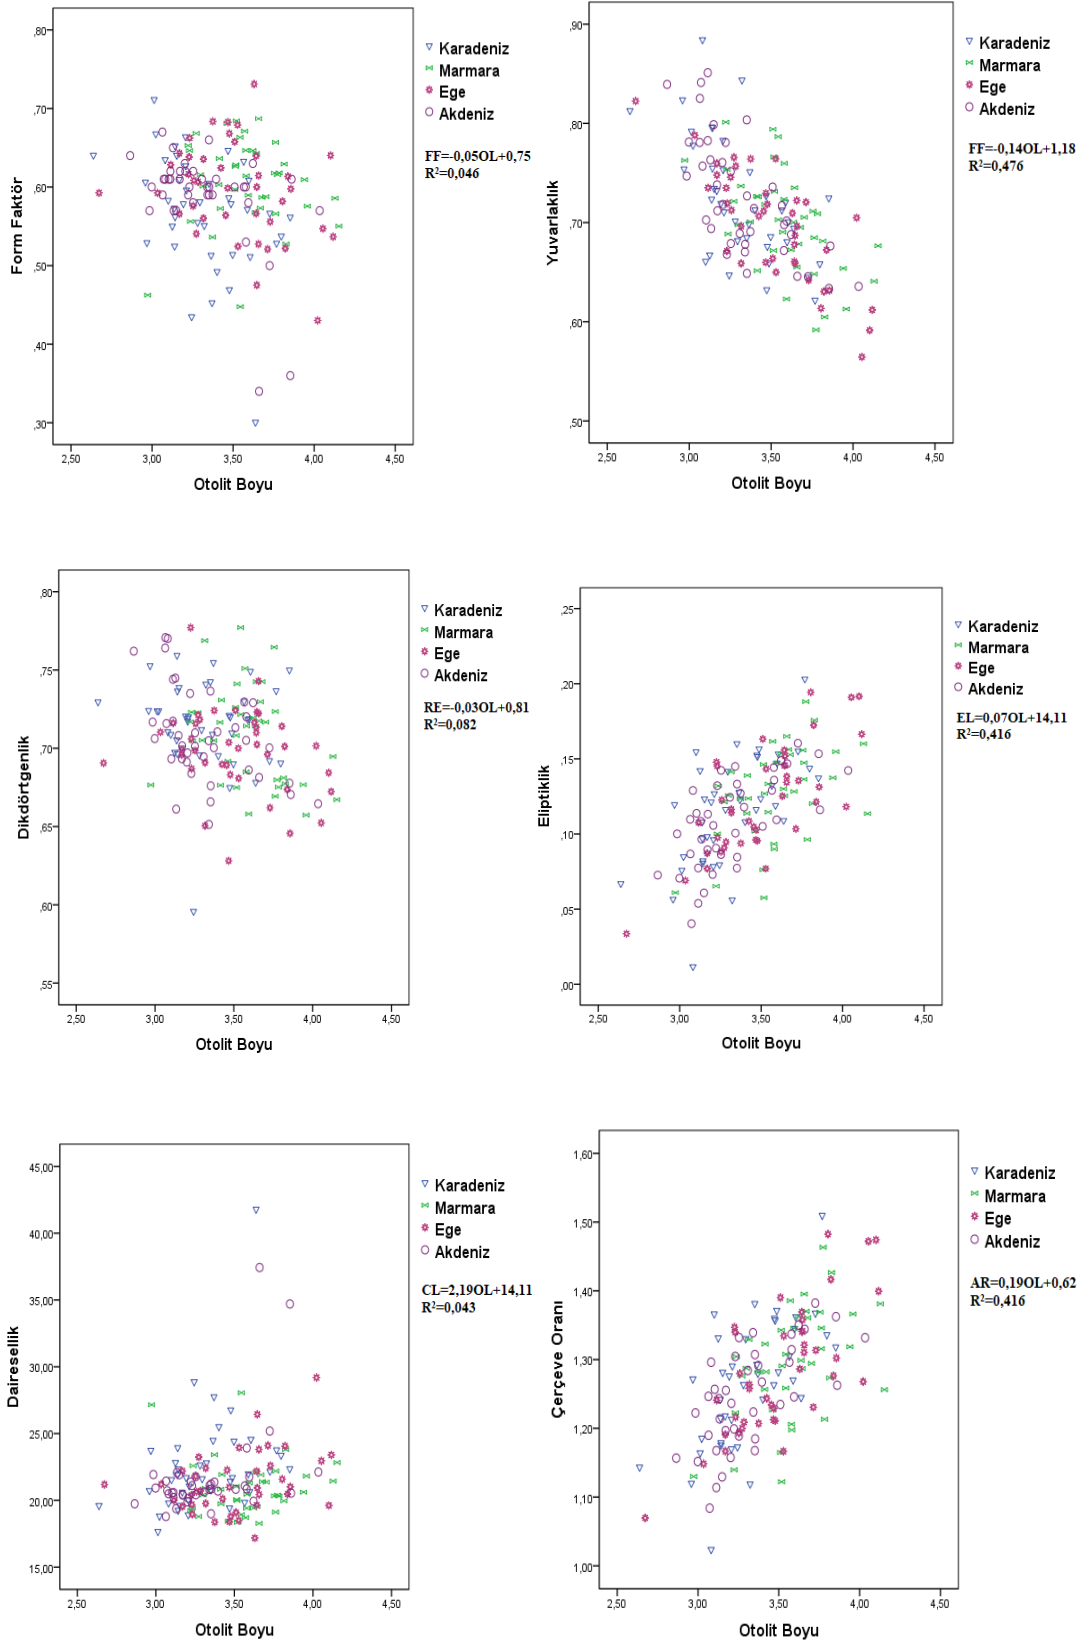 ,80
,70
,60
,50
,40
,30
Form Faktör
2,50 3,00 3,50 4,00 4,50
Otolit Boyu
Karadeniz
Marmara
Ege
Akdeniz
FF=-0,05OL+0,75
R²=0,046
,90
,80
,70
,60
,50
Yuvarlaklık
2,50 3,00 3,50 4,00 4,50
Otolit Boyu
Karadeniz
Marmara
Ege
Akdeniz
FF=-0,14OL+1,18
R²=0,476
,80
,75
,70
,65
,60
,55
Dikdörtgenlik
2,50 3,00 3,50 4,00 4,50
Otolit Boyu
Karadeniz
Marmara
Ege
Akdeniz
RE=-0,03OL+0,81
R²=0,082
,25
,20
,15
,10
,05
,00
Eliptiklik
2,50 3,00 3,50 4,00 4,50
Otolit Boyu
Karadeniz
Marmara
Ege
Akdeniz
EL=0,07OL+14,11
R²=0,416
45,00
40,00
35,00
30,00
25,00
20,00
15,00
Dairesellik
2,50 3,00 3,50 4,00 4,50
Otolit Boyu
Karadeniz
Marmara
Ege
Akdeniz
CL=2,19OL+14,11
R²=0,043
1,60
1,50
1,40
1,30
1,20
1,10
1,00
Çerçeve Oranı
2,50 3,00 3,50 4,00 4,50
Otolit Boyu
Karadeniz
Marmara
Ege
Akdeniz
AR=0,19OL+0,62
R²=0,416